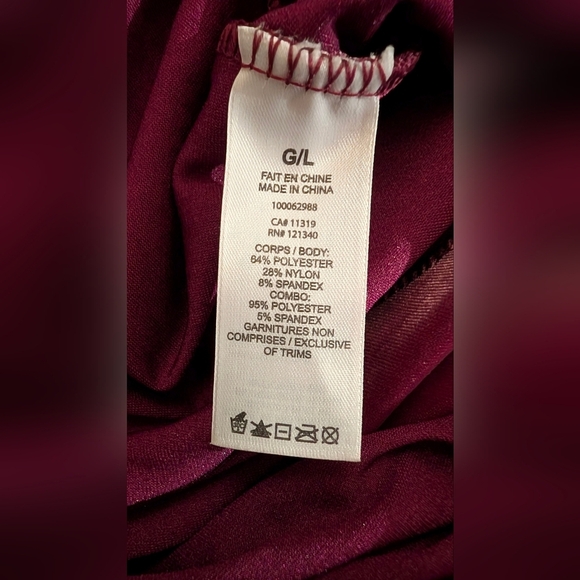 G/L
FAIT EN CHINE
MADE IN CHINA
100062988
CA# 11319
RN# 121340
CORPS / BODY:
64% POLYESTER
28% NYLON
8% SPANDEX
COMBO:
95% POLYESTER
5% SPANDEX
GARNITURES NON
COMPRISES / EXCLUSIVE
OF TRIMS